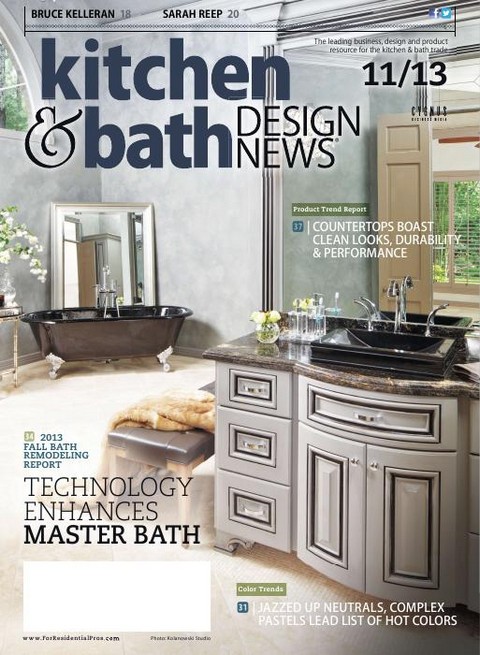 BRUCE KELLERAN 18 SARAH REEP 20
The leading business, design and product
resource for the kitchen & bath trade
kitchen
& bath DESIGN
NEWS
11/13
CYGNUS
BUSINESS MEDIA
Product Trend Report
37 | COUNTERTOPS BOAST
CLEAN LOOKS, DURABILITY
& PERFORMANCE
2013
FALL BATH
REMODELING
REPORT
TECHNOLOGY
ENHANCES
MASTER BATH
Color Trends
31 | JAZZED UP NEUTRALS, COMPLEX
PASTELS LEAD LIST OF HOT COLORS
www.ForResidentialPros.com
Photo: Kolanowski Studio